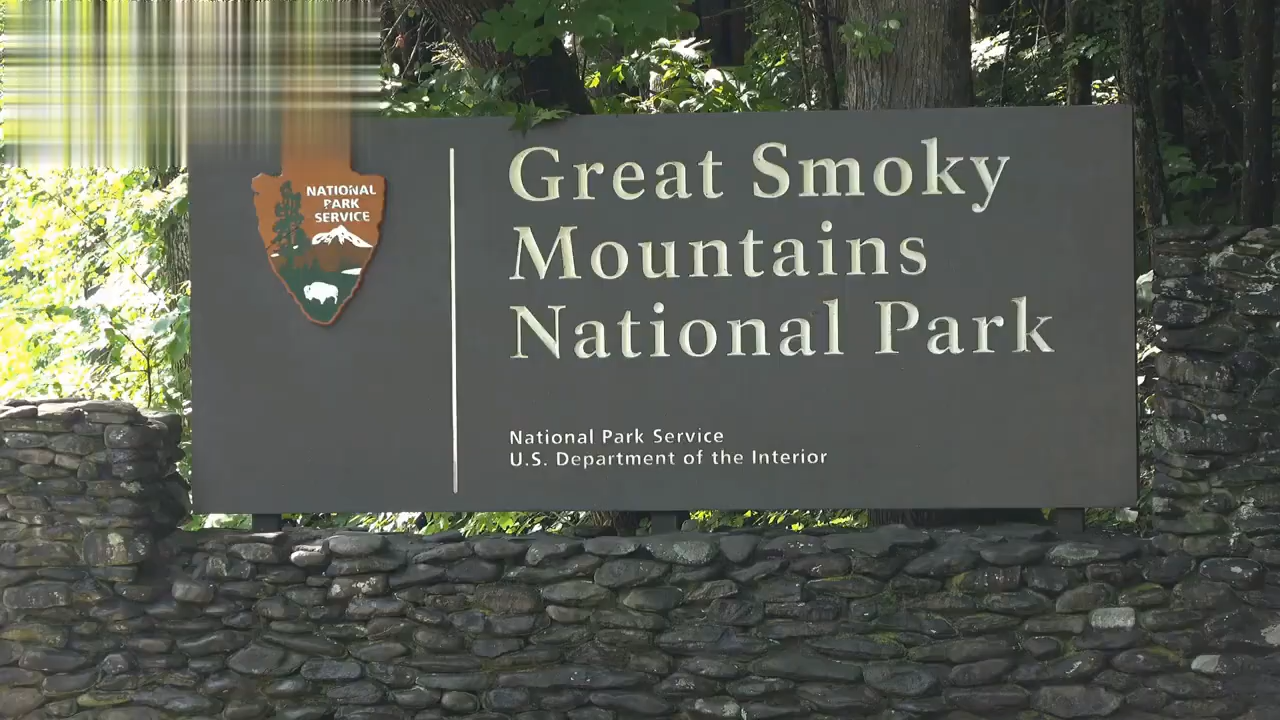 NATIONAL
PARK
SERVICE
Great Smoky
Mountains
National Park
National Park Service
U.S. Department of the Interior